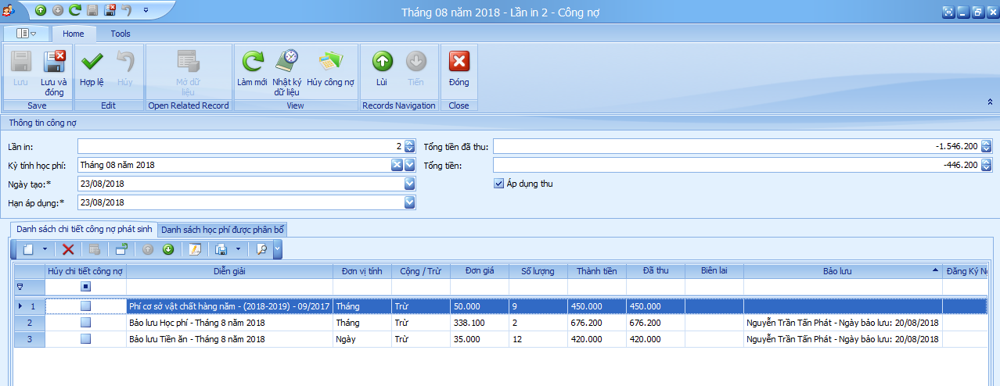 Tháng 08 năm 2018 - Lần in 2 - Công nợ
Home Tools
Lưu Lưu và đóng Hợp lệ Hủy Mở dữ liệu Làm mới Nhật ký dữ liệu Hủy công nợ Lùi Tiến Đóng
Save Edit Open Related Record View Records Navigation Close
Thông tin công nợ
Lần in: 2 Tổng tiền đã thu: -1.546.200
Kỳ tính học phí: Tháng 08 năm 2018 Tổng tiền: -446.200
Ngày tạo:* 23/08/2018 Áp dụng thu
Hạn áp dụng:* 23/08/2018
Danh sách chi tiết công nợ phát sinh Danh sách học phí được phân bổ
Hủy chi tiết công nợ Diễn giải Đơn vị tính Cộng / Trừ Đơn giá Số lượng Thành tiền Đã thu Biên lai Bảo lưu Đăng Ký Ng
1 Phí cơ sở vật chất hàng năm - (2018-2019) - 09/2017 Tháng Trừ 50.000 9 450.000 450.000
2 Bảo lưu Học phí - Tháng 8 năm 2018 Tháng Trừ 338.100 2 676.200 676.200 Nguyễn Trần Tấn Phát - Ngày bảo lưu: 20/08/2018
3 Bảo lưu Tiền ăn - Tháng 8 năm 2018 Ngày Trừ 35.000 12 420.000 420.000 Nguyễn Trần Tấn Phát - Ngày bảo lưu: 20/08/2018